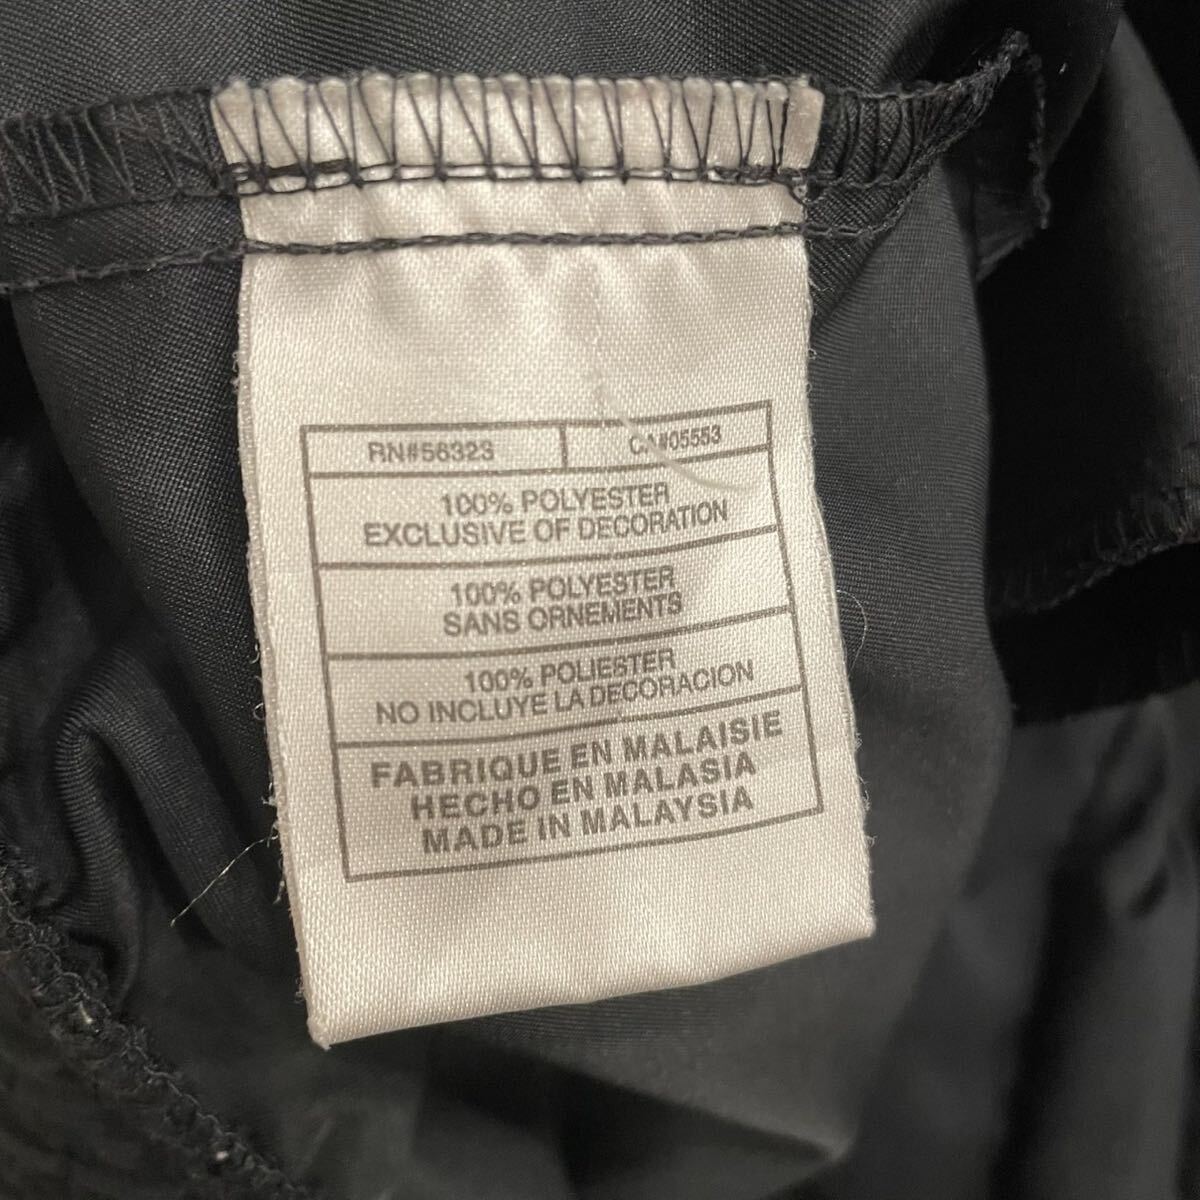 RN#56323 CA#05553
100% POLYESTER
EXCLUSIVE OF DECORATION
100% POLYESTER
SANS ORNEMENTS
100% POLIESTER
NO INCLUYE LA DECORACION
FABRIQUE EN MALAISIE
HECHO EN MALASIA
MADE IN MALAYSIA